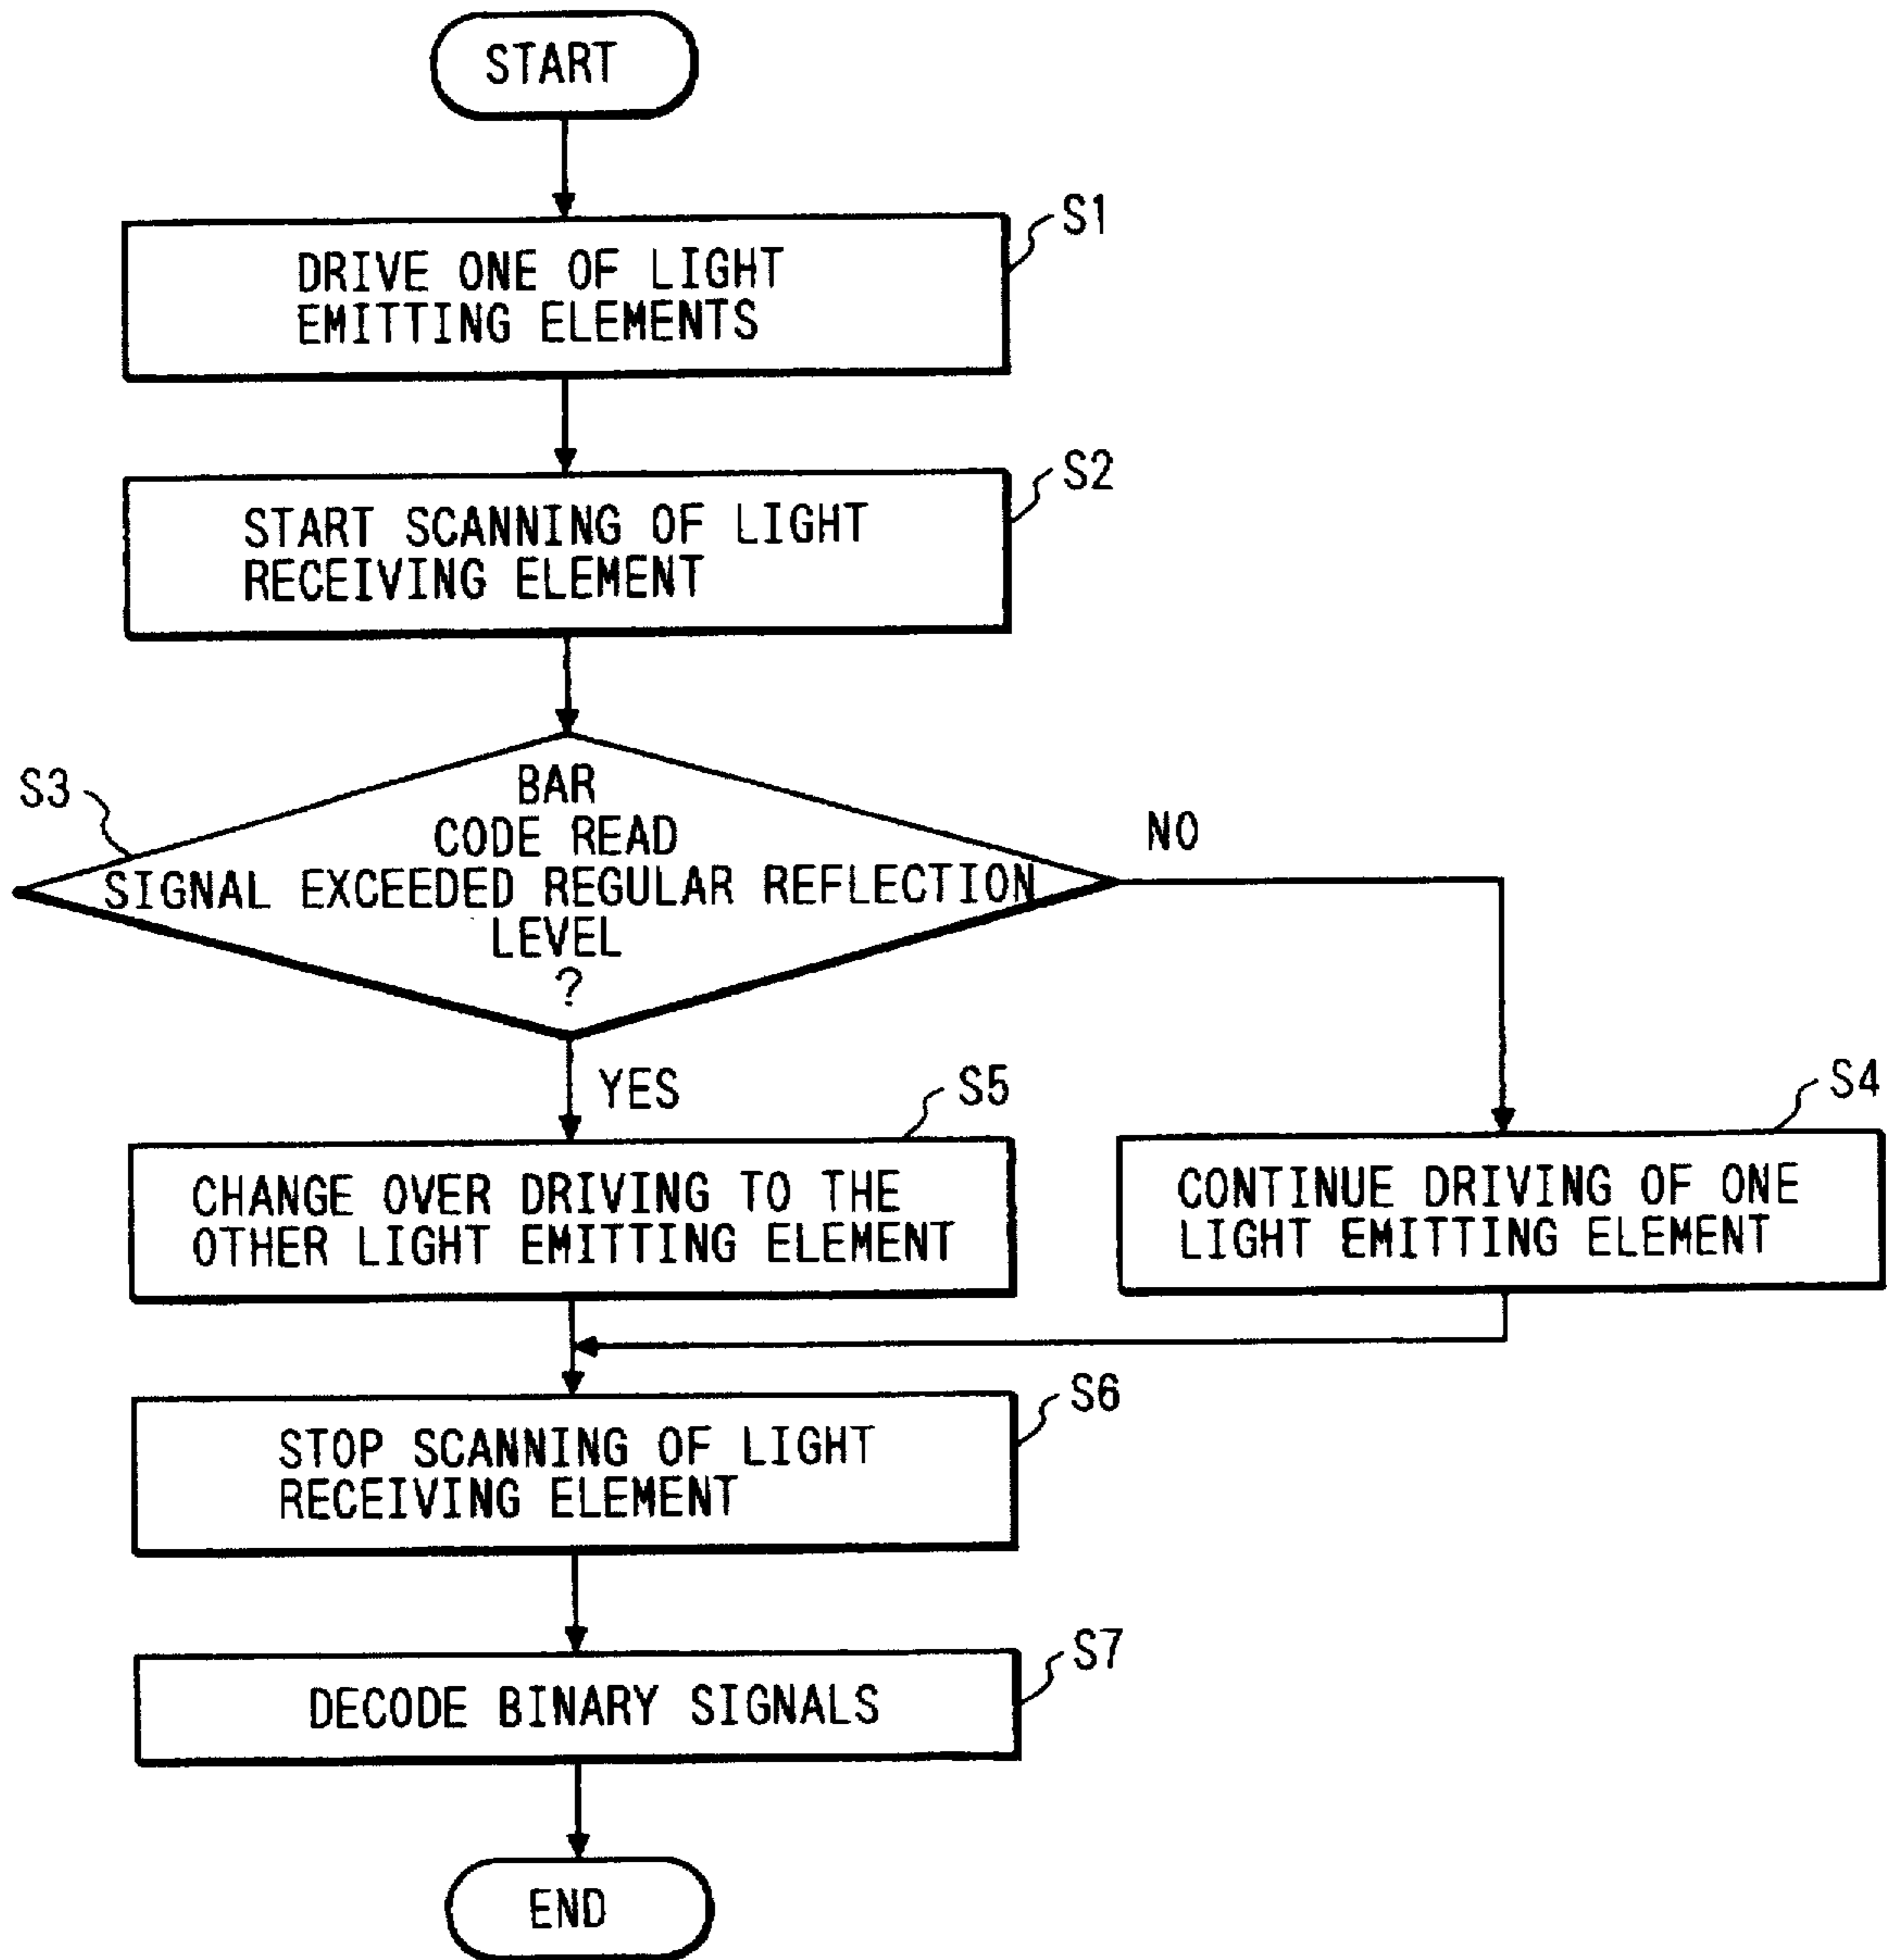 START
S1
DRIVE ONE OF LIGHT
EMITTING ELEMENTS
S2
START SCANNING OF LIGHT
RECEIVING ELEMENT
S3
BAR
CODE READ
SIGNAL EXCEEDED REGULAR REFLECTION
LEVEL
?
NO
YES
S5
CHANGE OVER DRIVING TO THE
OTHER LIGHT EMITTING ELEMENT
S4
CONTINUE DRIVING OF ONE
LIGHT EMITTING ELEMENT
S6
STOP SCANNING OF LIGHT
RECEIVING ELEMENT
S7
DECODE BINARY SIGNALS
END